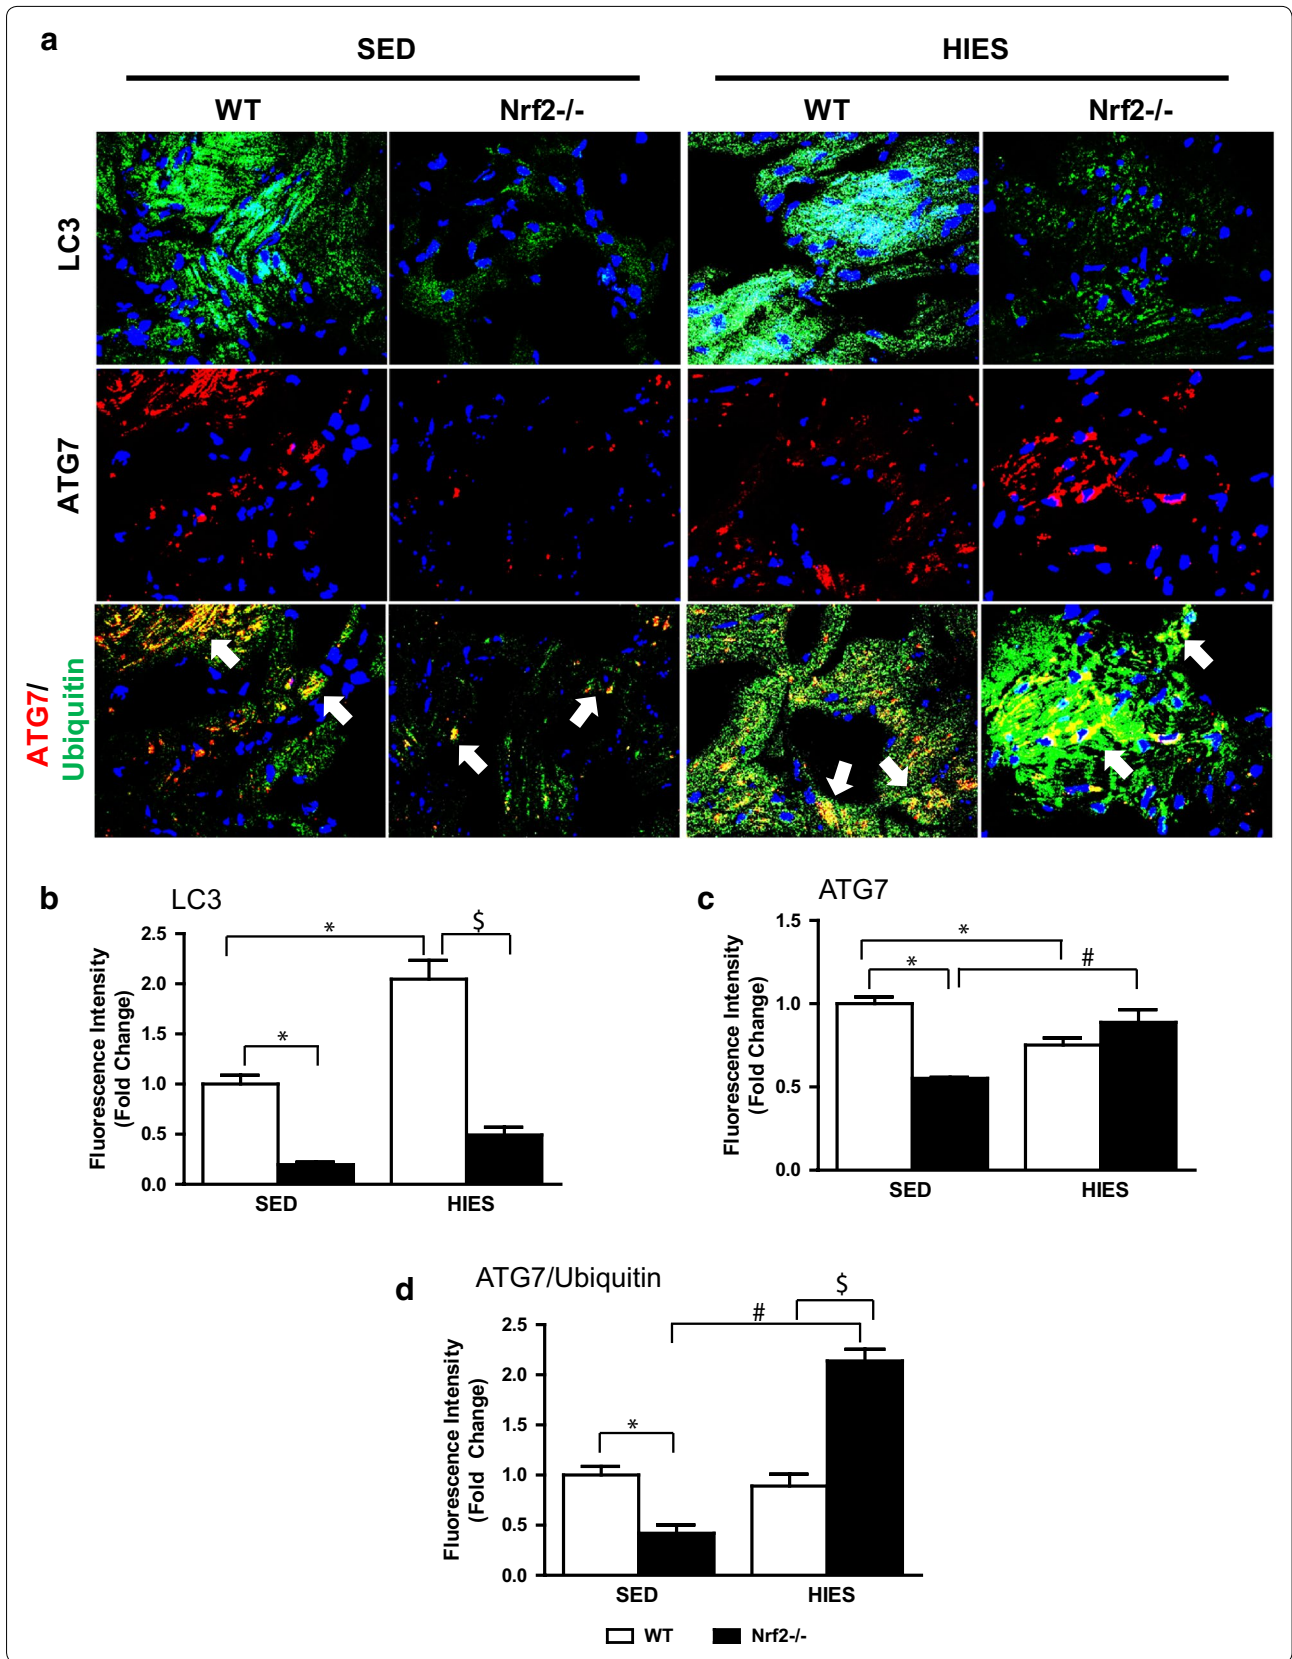 a
SED
HIES
WT
Nrf2-/-
WT
Nrf2-/-
LC3
ATG7
ATG7/
Ubiquitin
b
LC3
Fluorescence Intensity
(Fold Change)
2.5
2.0
1.5
1.0
0.5
0.0
*
*
$
SED
HIES
c
ATG7
Fluorescence Intensity
(Fold Change)
1.5
1.0
0.5
0.0
*
*
#
SED
HIES
d
ATG7/Ubiquitin
Fluorescence Intensity
(Fold Change)
2.5
2.0
1.5
1.0
0.5
0.0
*
#
$
SED
HIES
WT
Nrf2-/-